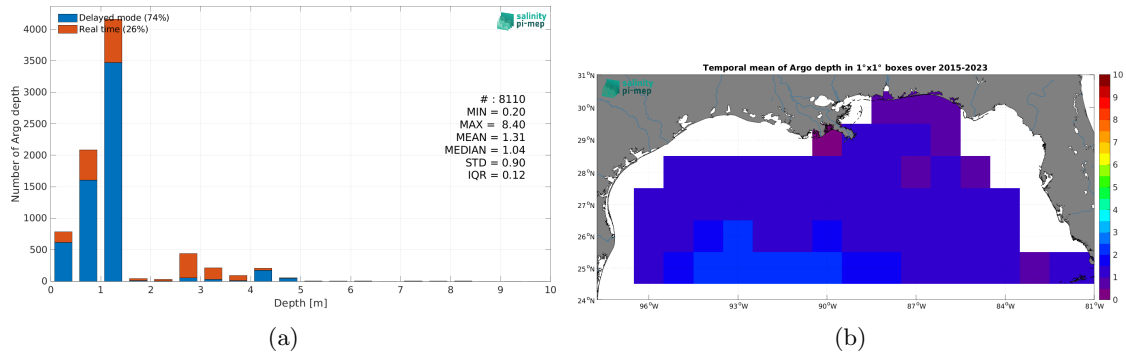 Delayed mode (74%)
Real time (26%)
salinity
pi-mep
# : 8110
MIN = 0.20
MAX = 8.40
MEAN = 1.31
MEDIAN = 1.04
STD = 0.90
IQR = 0.12
Number of Argo depth
4000
3500
3000
2500
2000
1500
1000
500
0
0 1 2 3 4 5 6 7 8 9 10
Depth [m]
(a)
Temporal mean of Argo depth in 1°x1° boxes over 2015-2023
salinity
pi-mep
31°N
30°N
29°N
28°N
27°N
26°N
25°N
24°N
96°W 93°W 90°W 87°W 84°W 81°W
10
9
8
7
6
5
4
3
2
1
0
(b)